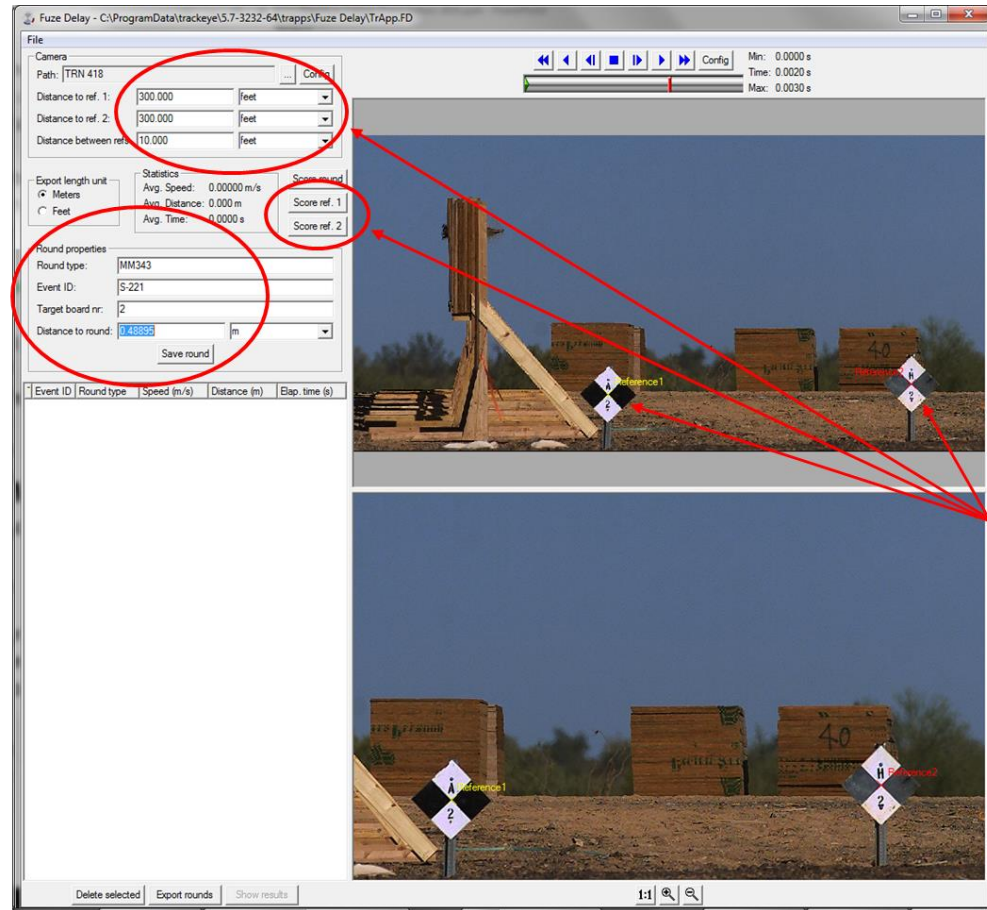 Fuze Delay - C:\ProgramData\trackeye\5.7-3232-64\trapps\Fuze Delay\TrApp.FD
File
Camera
Path: TRN 418 ... Config
Distance to ref. 1: 300.000 feet
Distance to ref. 2: 300.000 feet
Distance between refs 10.000 feet
Export length unit
Meters
Feet
Statistics
Avg. Speed: 0.00000 m/s
Avg. Distance: 0.000 m
Avg. Time: 0.0000 s
Score round
Score ref. 1
Score ref. 2
Round properties
Round type: MM343
Event ID: S-221
Target board nr: 2
Distance to round: 0.48895 m
Save round
Event ID Round type Speed (m/s) Distance (m) Elap. time (s)
Delete selected Export rounds Show results
Config
Min: 0.0000 s
Time: 0.0020 s
Max: 0.0030 s
40
A
Reference1
2
H
Reference2
2
40
A
Reference1
2
H
Reference2
2
1:1